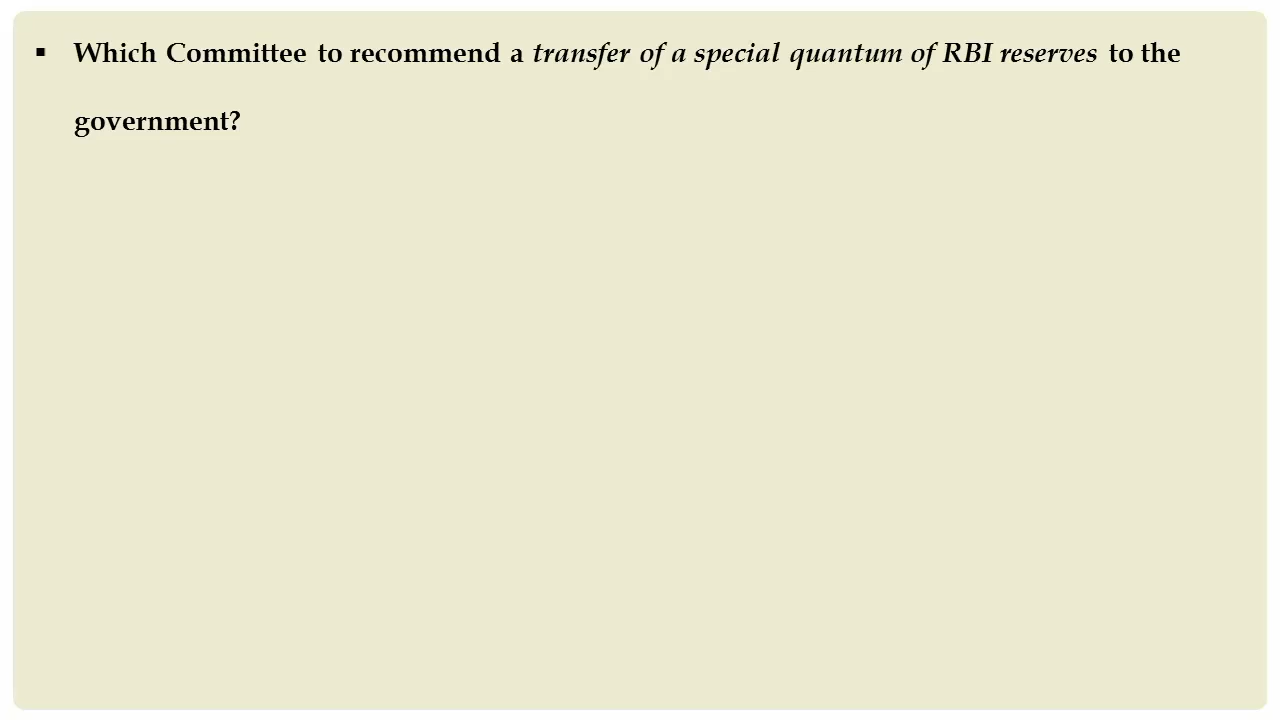 ▪ Which Committee to recommend a transfer of a special quantum of RBI reserves to the
government?